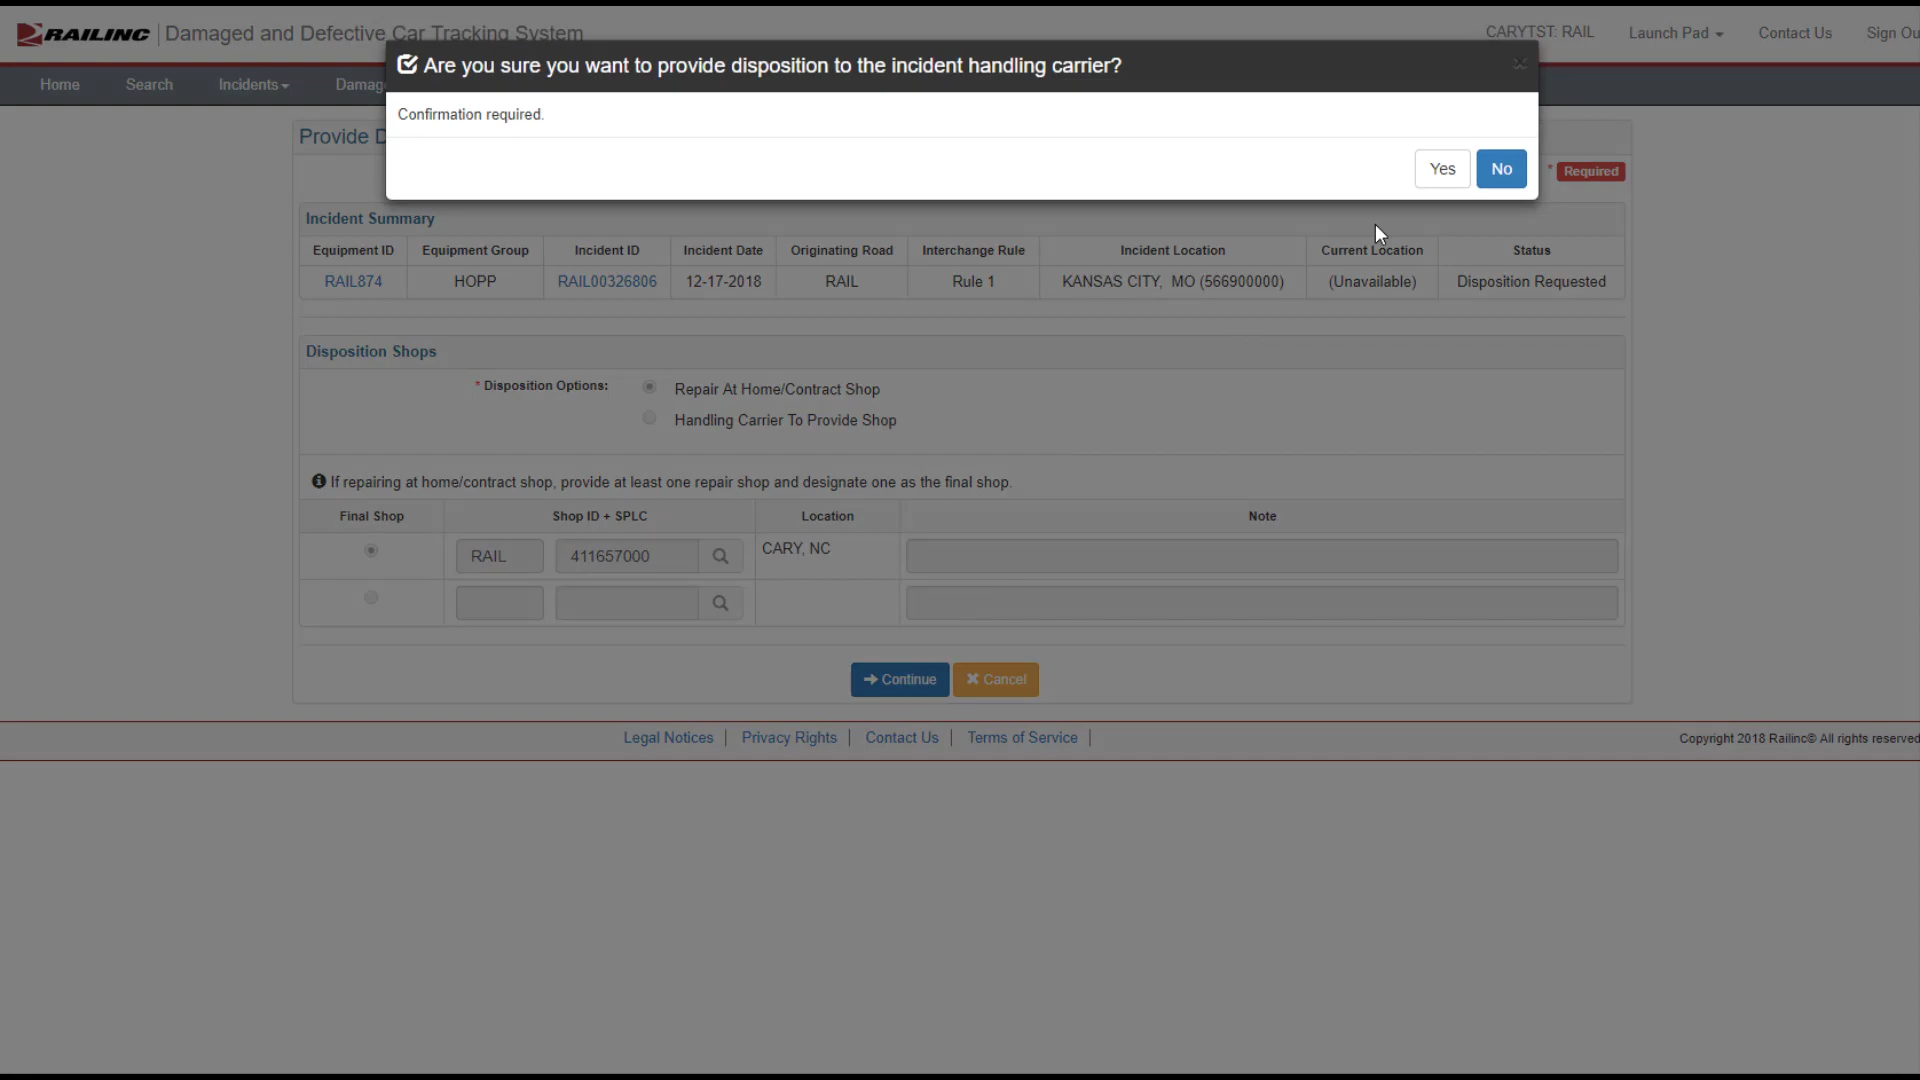 RAILINC Damaged and Defective Car Tracking System
CARYTST: RAIL Launch Pad Contact Us Sign Ou
Are you sure you want to provide disposition to the incident handling carrier?
Home Search Incidents Damag
Confirmation required.
Yes No
Provide D
* Required
Incident Summary
Equipment ID Equipment Group Incident ID Incident Date Originating Road Interchange Rule Incident Location Current Location Status
RAIL874 HOPP RAIL00326806 12-17-2018 RAIL Rule 1 KANSAS CITY, MO (566900000) (Unavailable) Disposition Requested
Disposition Shops
* Disposition Options: Repair At Home/Contract Shop
Handling Carrier To Provide Shop
If repairing at home/contract shop, provide at least one repair shop and designate one as the final shop.
Final Shop Shop ID + SPLC Location Note
RAIL 411657000 CARY, NC
Continue Cancel
Legal Notices | Privacy Rights | Contact Us | Terms of Service |
Copyright 2018 Railinc© All rights reserved